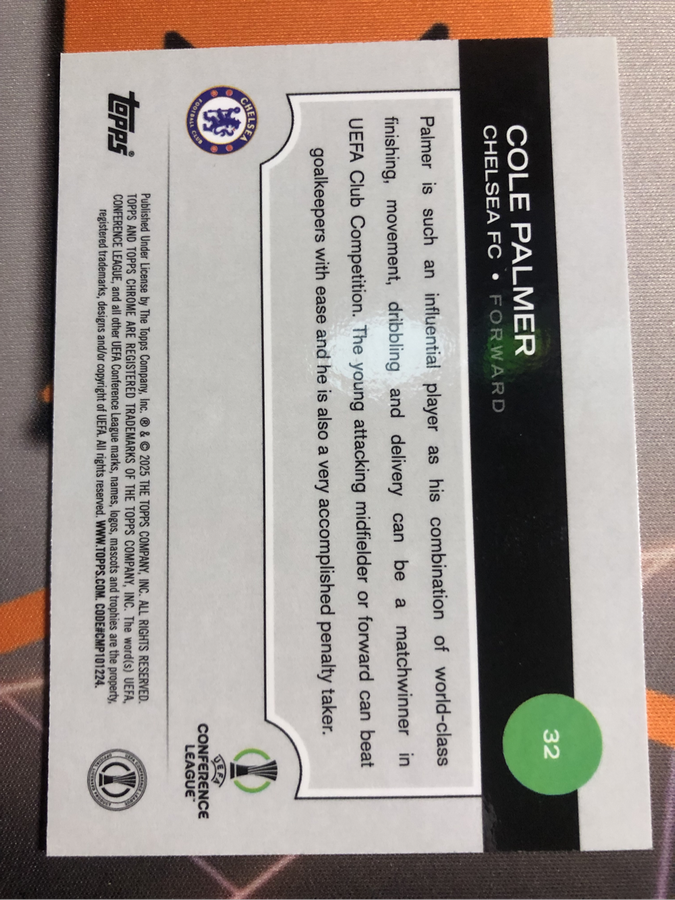 COLE PALMER
CHELSEA FC • FORWARD
32
Palmer is such an influential player as his combination of world-class
finishing, movement, dribbling and delivery can be a matchwinner in
UEFA Club Competition. The young attacking midfielder or forward can beat
goalkeepers with ease and he is also a very accomplished penalty taker.
CHELSEA
FOOTBALL CLUB
UEFA
CONFERENCE
LEAGUE™
topps®
Published Under License by The Topps Company, Inc. ® & © 2025 THE TOPPS COMPANY, INC. ALL RIGHTS RESERVED.
TOPPS AND TOPPS CHROME ARE REGISTERED TRADEMARKS OF THE TOPPS COMPANY, INC. The word(s) UEFA,
CONFERENCE LEAGUE, and all other UEFA Conference League marks, names, logos, mascots and trophies are the property,
registered trademarks, designs and/or copyright of UEFA. All rights reserved. WWW.TOPPS.COM. CODE#CMP101224.